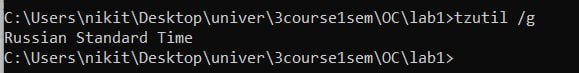 C:\Users\nikit\Desktop\univer\3course1sem\OC\lab1>tzutil /g
Russian Standard Time
C:\Users\nikit\Desktop\univer\3course1sem\OC\lab1>